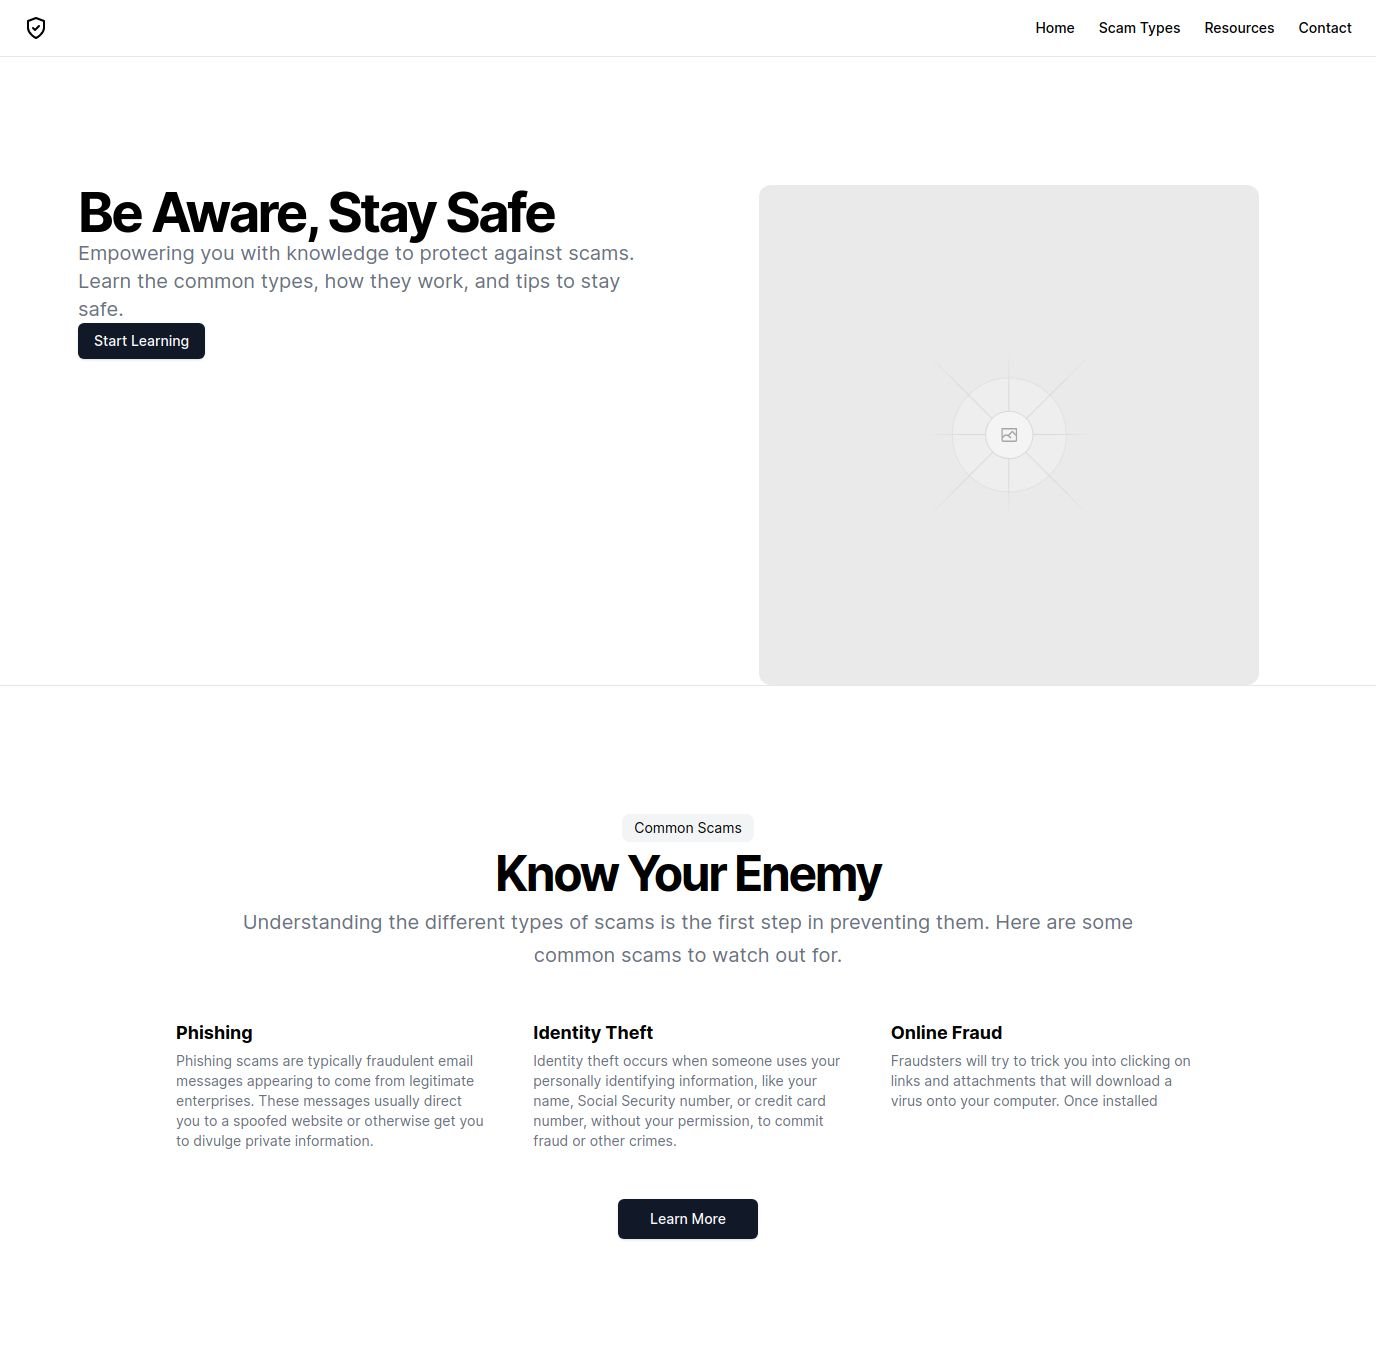 Home Scam Types Resources Contact
Be Aware, Stay Safe
Empowering you with knowledge to protect against scams.
Learn the common types, how they work, and tips to stay
safe.
Start Learning
Common Scams
Know Your Enemy
Understanding the different types of scams is the first step in preventing them. Here are some
common scams to watch out for.
Phishing
Phishing scams are typically fraudulent email
messages appearing to come from legitimate
enterprises. These messages usually direct
you to a spoofed website or otherwise get you
to divulge private information.
Identity Theft
Identity theft occurs when someone uses your
personally identifying information, like your
name, Social Security number, or credit card
number, without your permission, to commit
fraud or other crimes.
Online Fraud
Fraudsters will try to trick you into clicking on
links and attachments that will download a
virus onto your computer. Once installed
Learn More